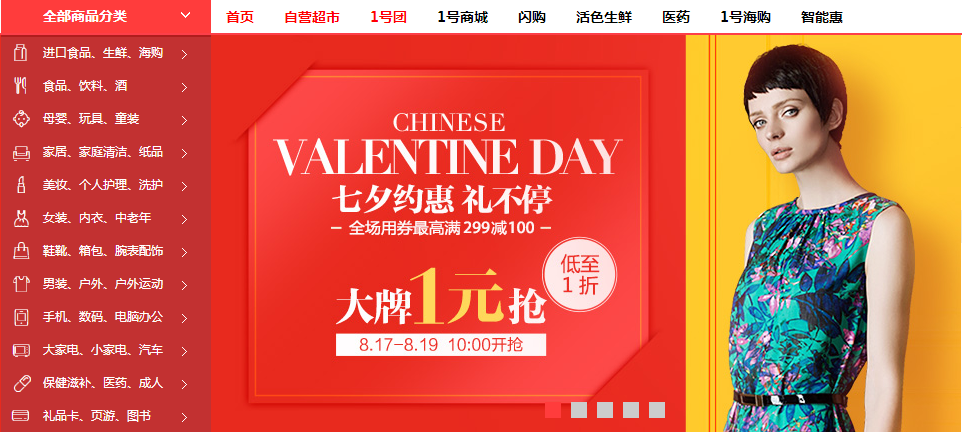 全部商品分类
首页 自营超市 1号团 1号商城 闪购 活色生鲜 医药 1号海购 智能惠
进口食品、生鲜、海购
食品、饮料、酒
母婴、玩具、童装
家居、家庭清洁、纸品
美妆、个人护理、洗护
女装、内衣、中老年
鞋靴、箱包、腕表配饰
男装、户外、户外运动
手机、数码、电脑办公
大家电、小家电、汽车
保健滋补、医药、成人
礼品卡、页游、图书
CHINESE
VALENTINE DAY
七夕约惠 礼不停
全场用券最高满299减100
低至
1 折
大牌1元抢
8.17-8.19 10:00开抢